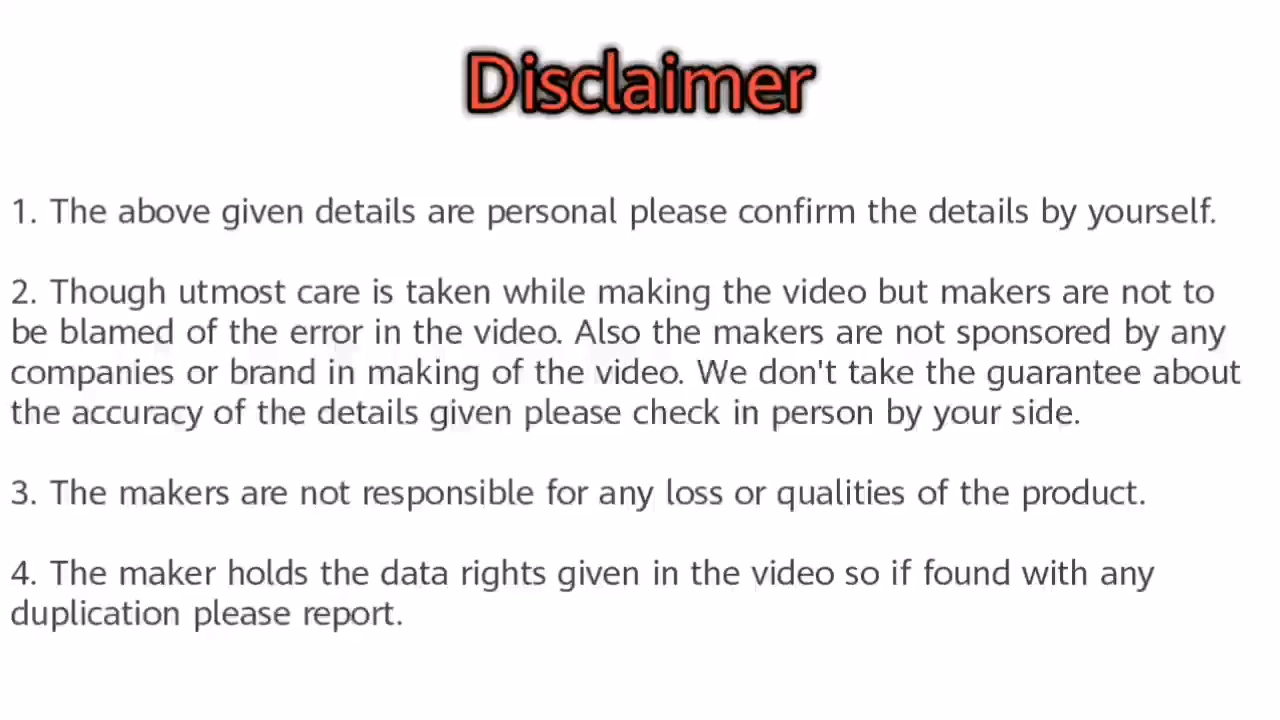 Disclaimer
1. The above given details are personal please confirm the details by yourself.
2. Though utmost care is taken while making the video but makers are not to
be blamed of the error in the video. Also the makers are not sponsored by any
companies or brand in making of the video. We don't take the guarantee about
the accuracy of the details given please check in person by your side.
3. The makers are not responsible for any loss or qualities of the product.
4. The maker holds the data rights given in the video so if found with any
duplication please report.